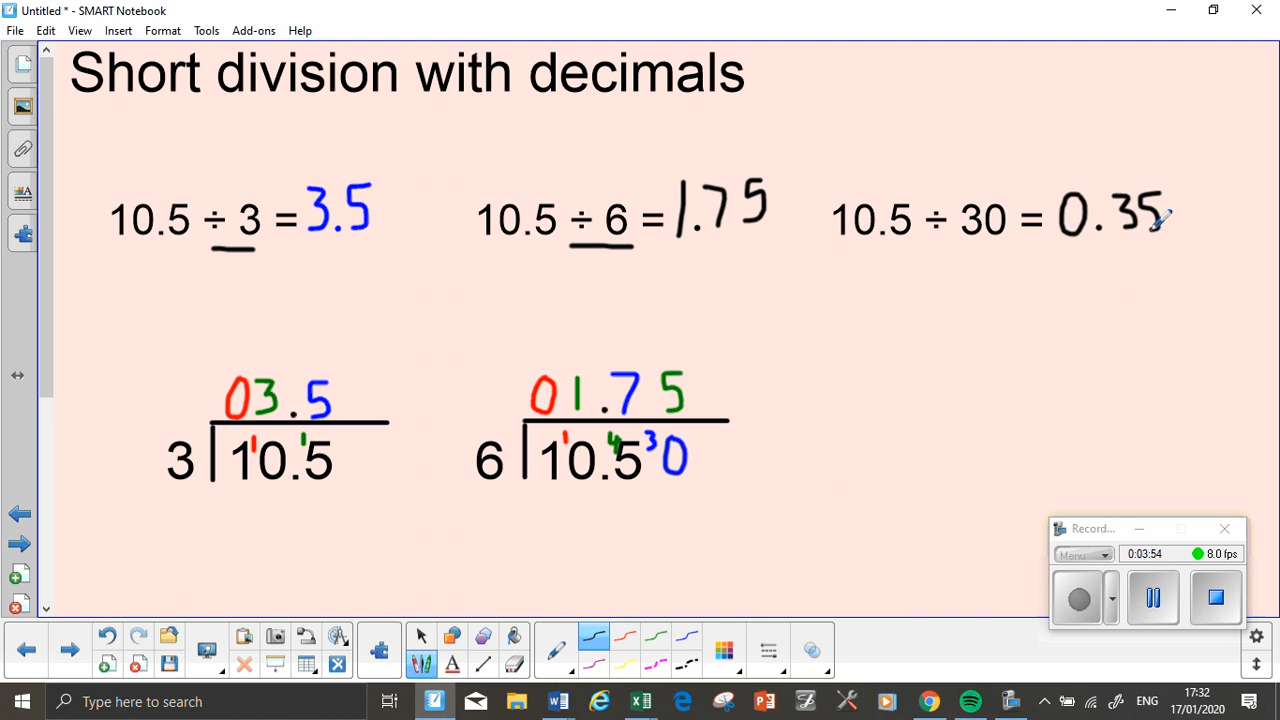 Untitled * - SMART Notebook
File Edit View Insert Format Tools Add-ons Help
Short division with decimals
10.5 ÷ 3 = 3.5
10.5 ÷ 6 = 1.75
10.5 ÷ 30 = 0.35
03.5
3 1¹0.¹5
01.75
6 1¹0.⁴5³0
Record...
Menu
0:03:54
8.0 fps
A
Type here to search
ENG
17:32
17/01/2020